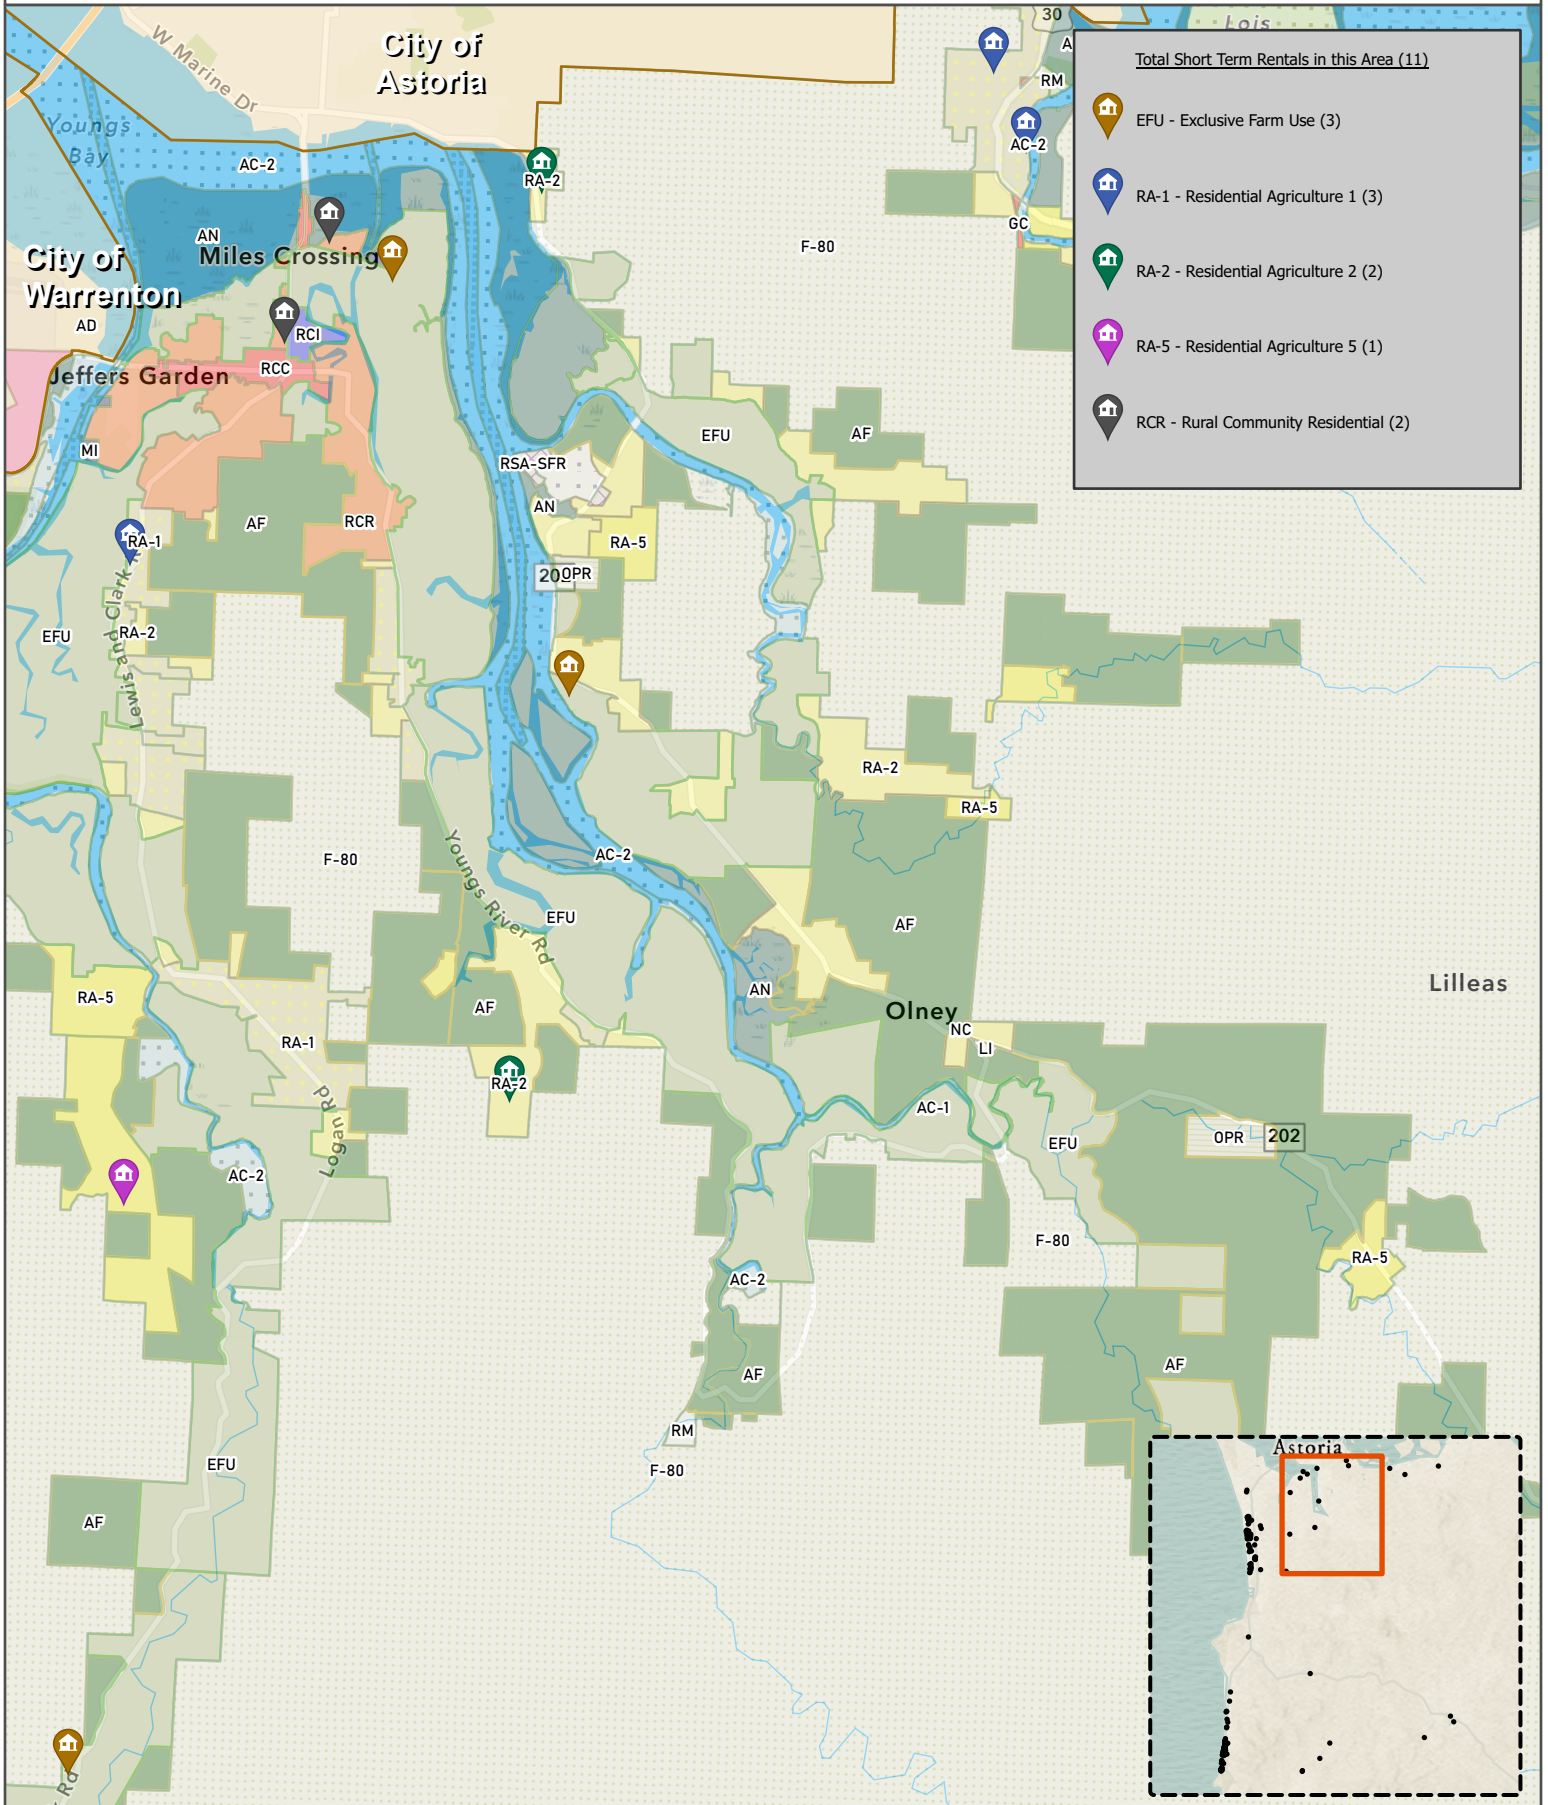 City of
Astoria
30
Lois
W Marine Dr
RM
Youngs
Bay
AC-2
AC-2
RA-2
GC
AN
Miles Crossing
F-80
City of
Warrenton
AD
RCI
RCC
Jeffers Garden
EFU
AF
MI
RSA-SFR
AN
AF
RCR
RA-1
RA-5
OPR
Lewis and Clark
EFU
RA-2
RA-2
RA-5
F-80
AC-2
Youngs River Rd
EFU
AF
RA-5
AN
Lilleas
AF
Olney
NC
LI
RA-1
RA-2
AC-1
Logan Rd
EFU
OPR
202
AC-2
F-80
RA-5
AC-2
AF
AF
RM
F-80
EFU
AF
Rd
Total Short Term Rentals in this Area (11)
EFU - Exclusive Farm Use (3)
RA-1 - Residential Agriculture 1 (3)
RA-2 - Residential Agriculture 2 (2)
RA-5 - Residential Agriculture 5 (1)
RCR - Rural Community Residential (2)
Astoria